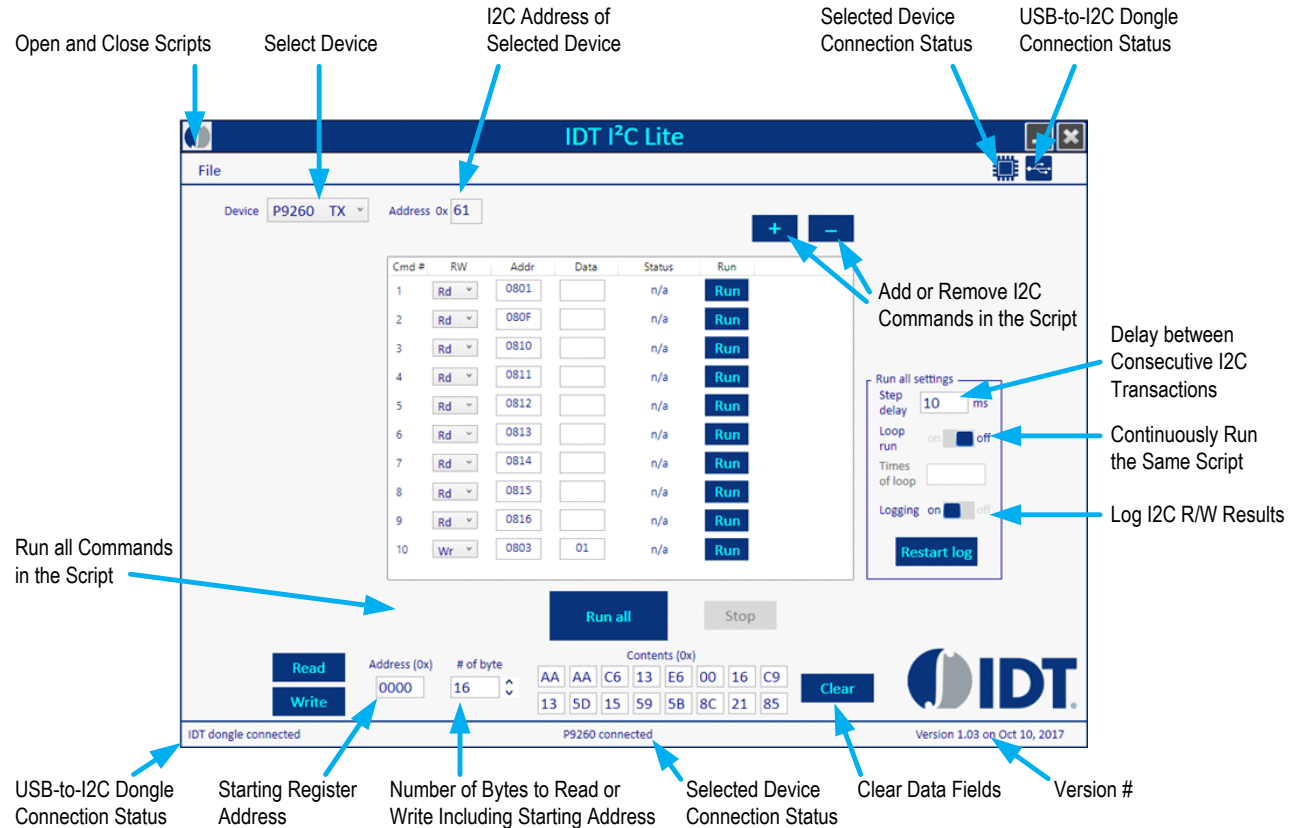 I2C Address of
Selected Device
Selected Device
Connection Status
USB-to-I2C Dongle
Connection Status
Open and Close Scripts
Select Device
IDT I²C Lite
File
Device P9260 TX Address 0x 61
+ −
Cmd # RW Addr Data Status Run
1 Rd 0801 n/a Run
2 Rd 080F n/a Run
3 Rd 0810 n/a Run
4 Rd 0811 n/a Run
5 Rd 0812 n/a Run
6 Rd 0813 n/a Run
7 Rd 0814 n/a Run
8 Rd 0815 n/a Run
9 Rd 0816 n/a Run
10 Wr 0803 01 n/a Run
Add or Remove I2C
Commands in the Script
Run all settings
Step
delay 10 ms
Loop
run on off
Times
of loop
Logging on off
Restart log
Delay between
Consecutive I2C
Transactions
Continuously Run
the Same Script
Log I2C R/W Results
Run all Commands
in the Script
Run all Stop
Read
Write
Address (0x)
0000
# of byte
16
Contents (0x)
AA AA C6 13 E6 00 16 C9
13 5D 15 59 5B 8C 21 85
Clear
IDT.
IDT dongle connected P9260 connected Version 1.03 on Oct 10, 2017
USB-to-I2C Dongle
Connection Status
Starting Register
Address
Number of Bytes to Read or
Write Including Starting Address
Selected Device
Connection Status
Clear Data Fields
Version #